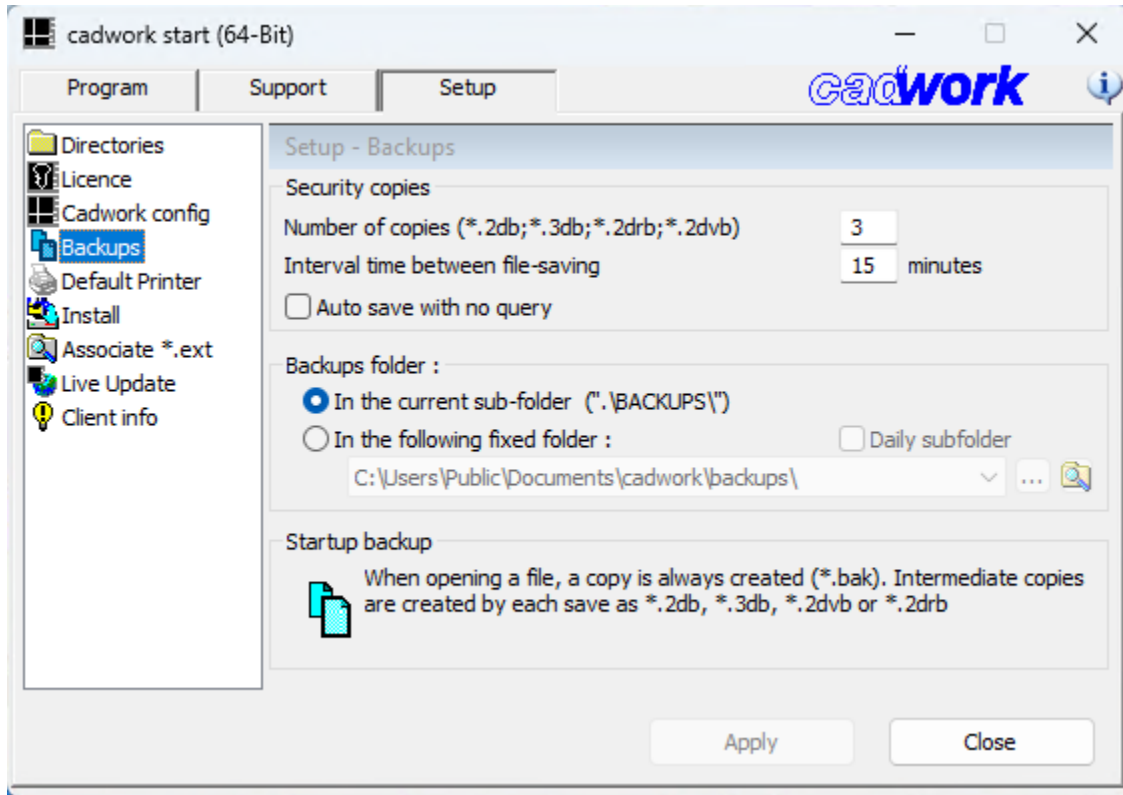 cadwork start (64-Bit)
Program
Support
Setup
cadwork
i
Directories
Licence
Cadwork config
Backups
Default Printer
Install
Associate *.ext
Live Update
Client info
Setup - Backups
Security copies
Number of copies (*.2db;*.3db;*.2drb;*.2dvb) 3
Interval time between file-saving 15 minutes
Auto save with no query
Backups folder :
In the current sub-folder (".\BACKUPS\")
In the following fixed folder : Daily subfolder
C:\Users\Public\Documents\cadwork\backups\ ...
Startup backup
When opening a file, a copy is always created (*.bak). Intermediate copies
are created by each save as *.2db, *.3db, *.2dvb or *.2drb
Apply
Close